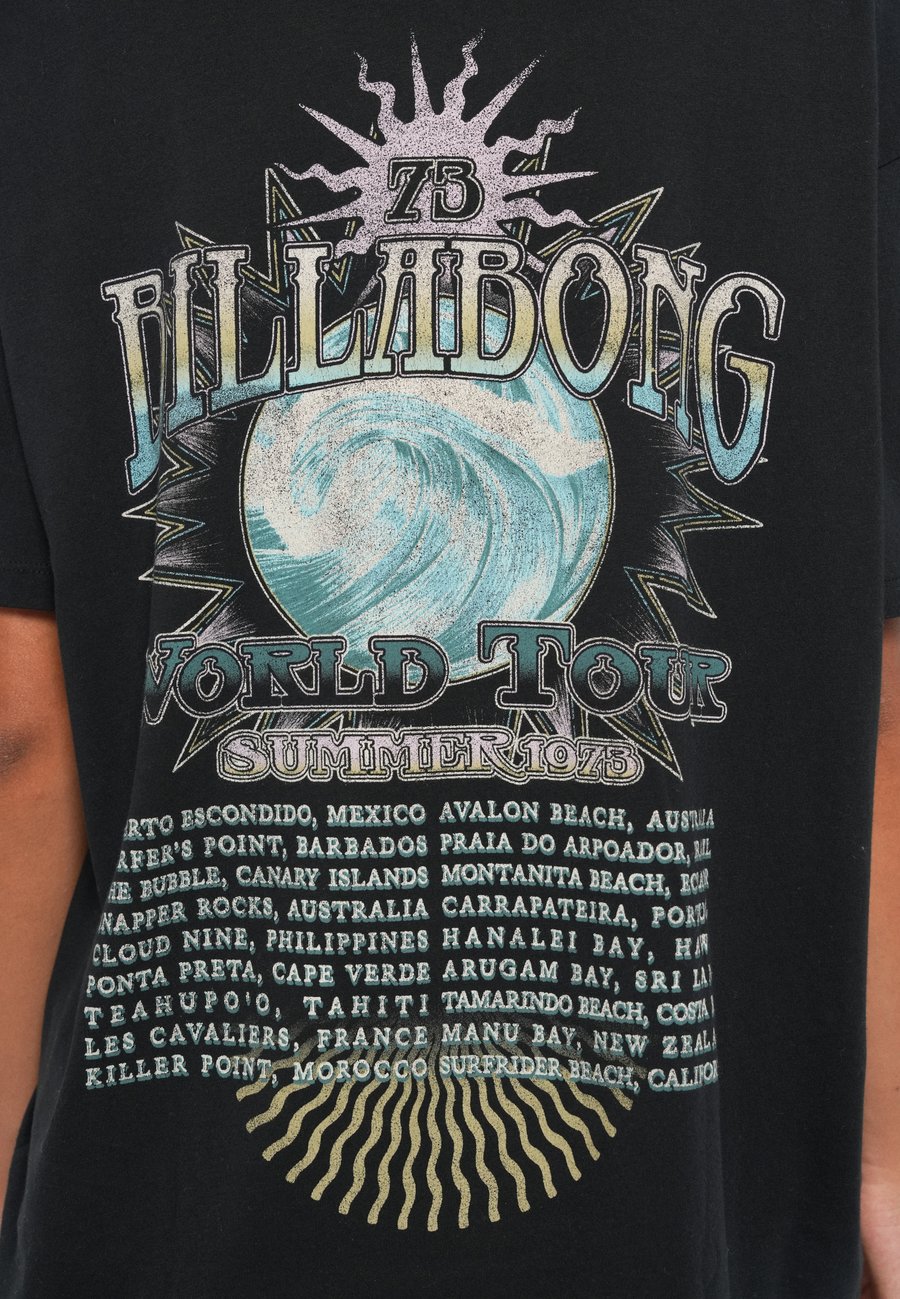 73
BILLABONG
WORLD TOUR
SUMMER 1973
ESCONDIDO, MEXICO AVALON BEACH,
POINT, BARBADOS PRAIA DO ARPOADOR,
BUBBLE, CANARY ISLANDS MONTANITA BEACH,
ROCKS, AUSTRALIA CARRAPATEIRA,
CLOUD NINE, PHILIPPINES HANALEI BAY,
PONTA PRETA, CAPE VERDE ARUGAM BAY, SRI
TEAHUPO'O, TAHITI TAMARINDO BEACH, COSTA
LES CAVALIERS, FRANCE MANU BAY, NEW
KILLER POINT, MOROCCO SURFRIDER BEACH,